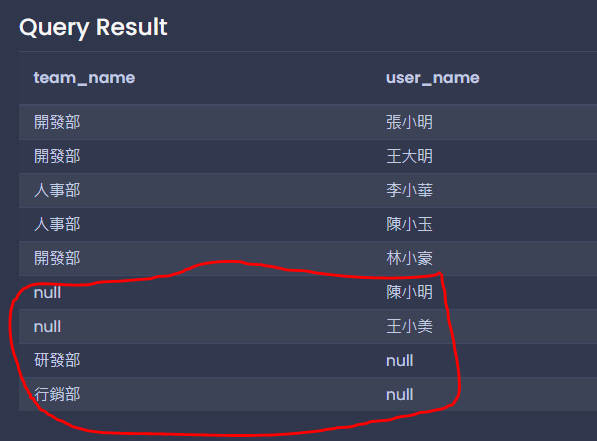 Query Result
team_name user_name
開發部 張小明
開發部 王大明
人事部 李小華
人事部 陳小玉
開發部 林小豪
null 陳小明
null 王小美
研發部 null
行銷部 null